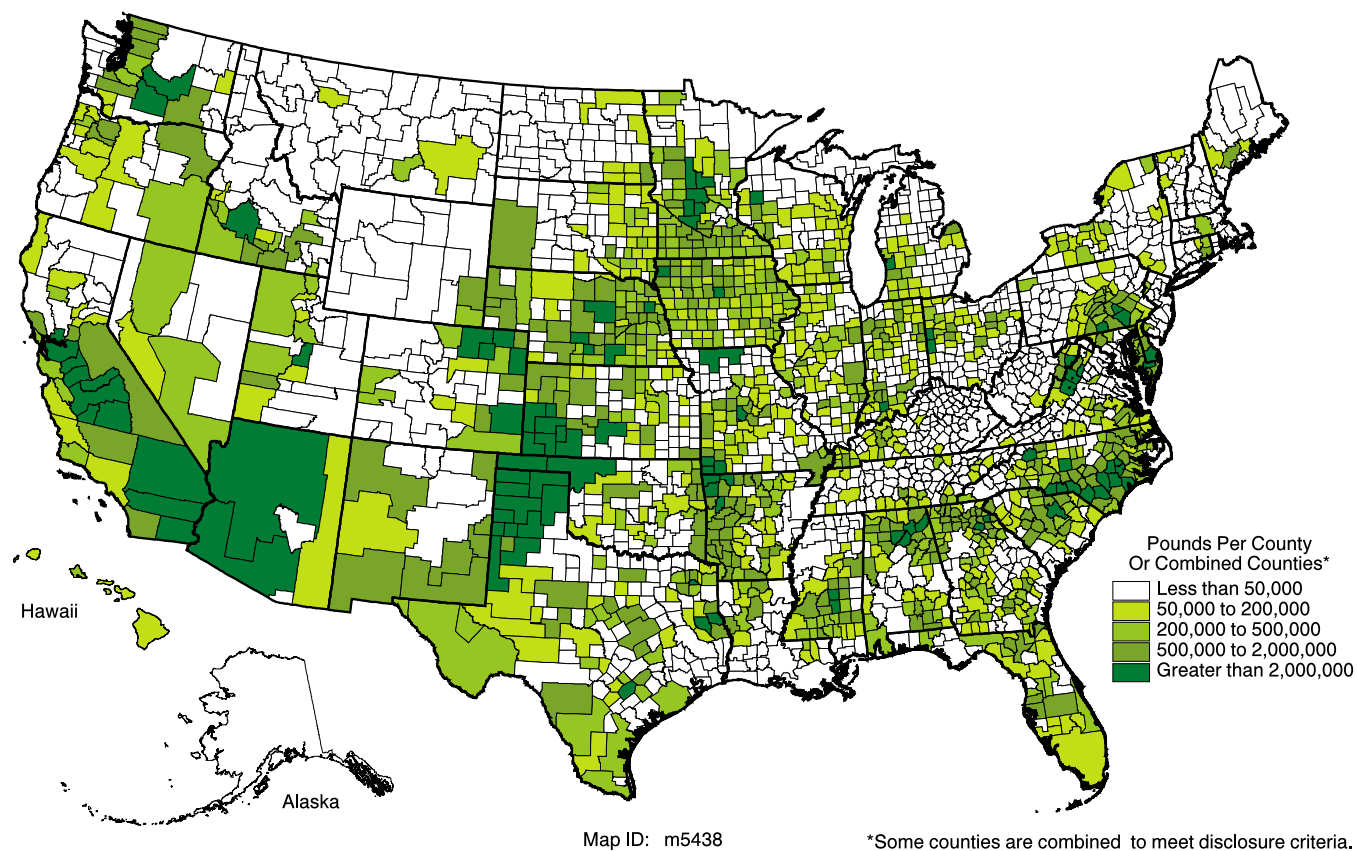 Pounds Per County
Or Combined Counties*
Less than 50,000
50,000 to 200,000
200,000 to 500,000
500,000 to 2,000,000
Greater than 2,000,000
Hawaii
Alaska
Map ID: m5438
*Some counties are combined to meet disclosure criteria.